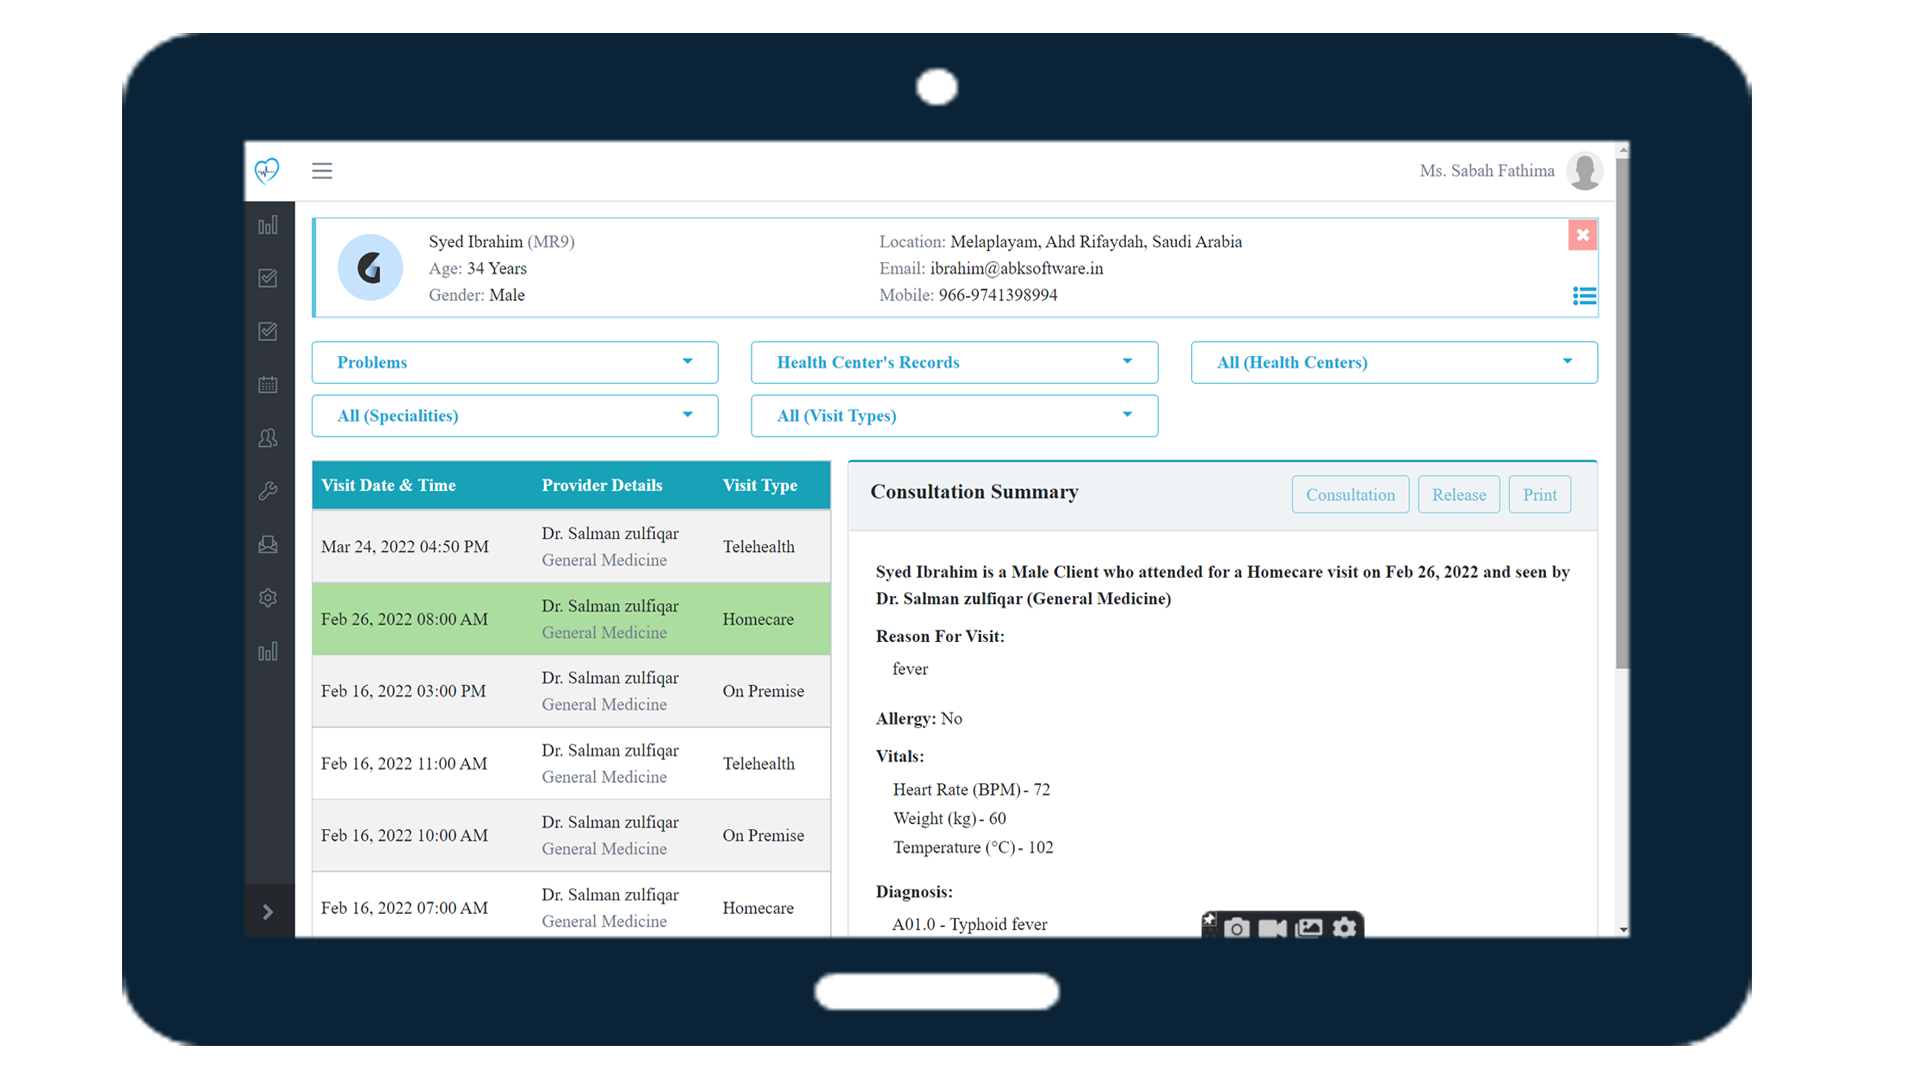 Ms. Sabah Fathima
Syed Ibrahim (MR9)
Age: 34 Years
Gender: Male
Location: Melaplayam, Ahd Rifaydah, Saudi Arabia
Email: ibrahim@abksoftware.in
Mobile: 966-9741398994
Problems
Health Center's Records
All (Health Centers)
All (Specialities)
All (Visit Types)
Visit Date & Time Provider Details Visit Type
Mar 24, 2022 04:50 PM Dr. Salman zulfiqar Telehealth
General Medicine
Feb 26, 2022 08:00 AM Dr. Salman zulfiqar Homecare
General Medicine
Feb 16, 2022 03:00 PM Dr. Salman zulfiqar On Premise
General Medicine
Feb 16, 2022 11:00 AM Dr. Salman zulfiqar Telehealth
General Medicine
Feb 16, 2022 10:00 AM Dr. Salman zulfiqar On Premise
General Medicine
Feb 16, 2022 07:00 AM Dr. Salman zulfiqar Homecare
General Medicine
Consultation Summary
Consultation Release Print
Syed Ibrahim is a Male Client who attended for a Homecare visit on Feb 26, 2022 and seen by
Dr. Salman zulfiqar (General Medicine)
Reason For Visit:
fever
Allergy: No
Vitals:
Heart Rate (BPM)- 72
Weight (kg)- 60
Temperature (°C)- 102
Diagnosis:
A01.0 - Typhoid fever